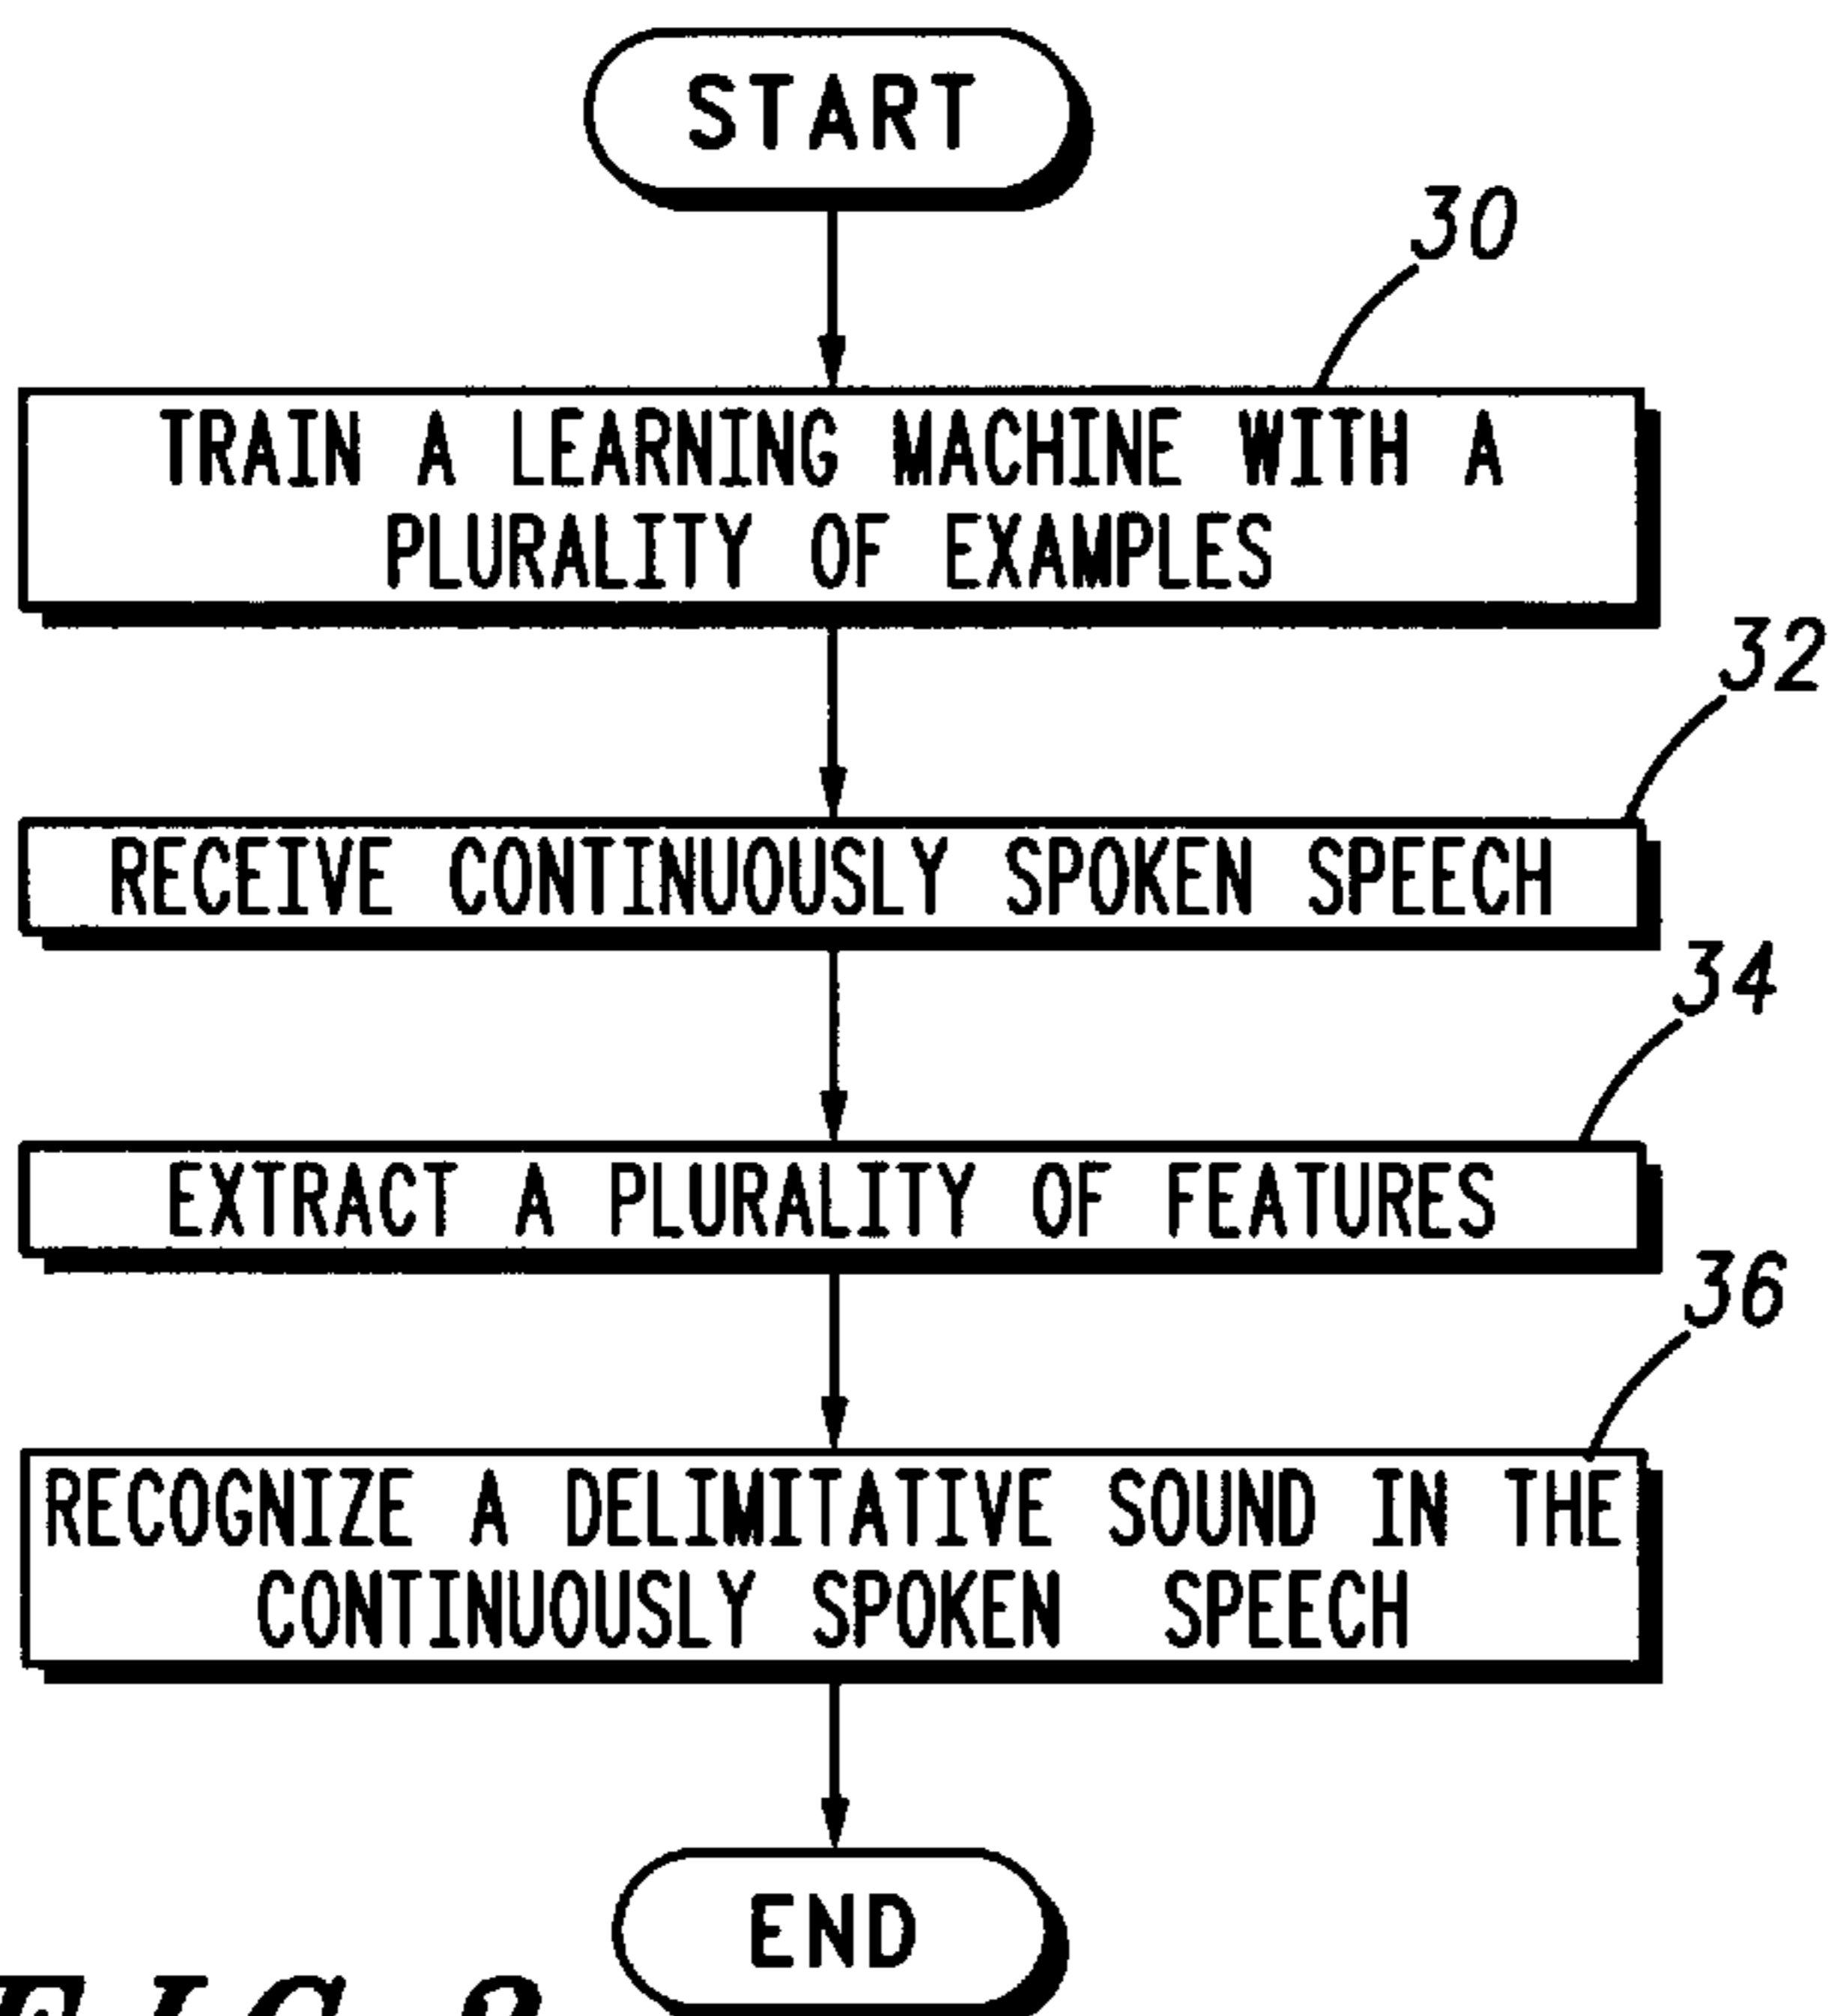 START
30
TRAIN A LEARNING MACHINE WITH A
PLURALITY OF EXAMPLES
32
RECEIVE CONTINUOUSLY SPOKEN SPEECH
34
EXTRACT A PLURALITY OF FEATURES
36
RECOGNIZE A DELIMITATIVE SOUND IN THE
CONTINUOUSLY SPOKEN SPEECH
END